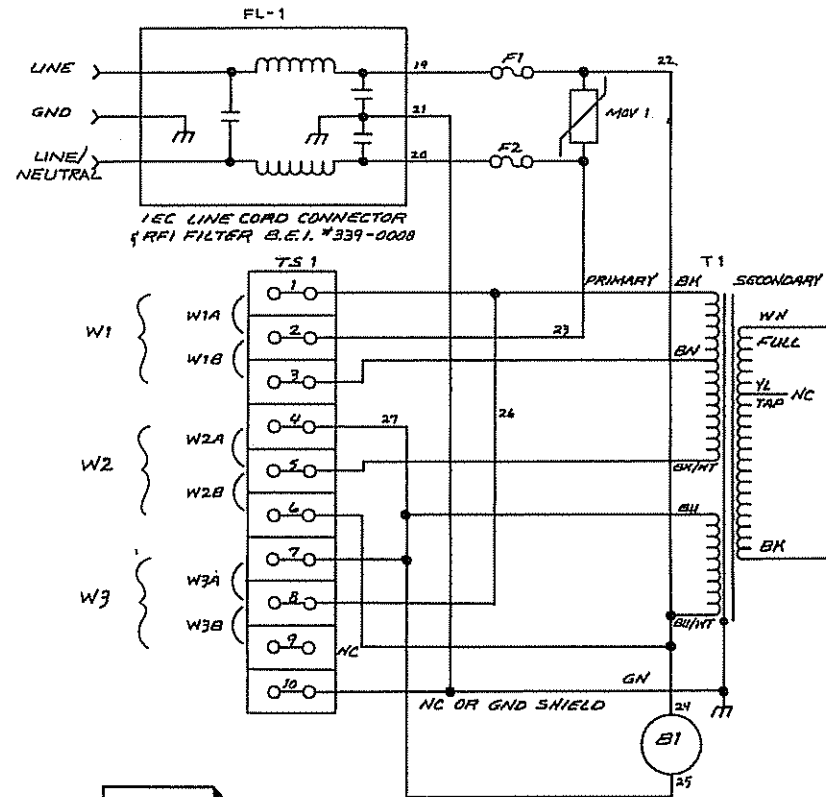 FL-1
LINE
GND
LINE/
NEUTRAL
19
21
20
F1
F2
22
MOV 1
IEC LINE CORD CONNECTOR
& RFI FILTER B.E.I. #339-0008
TS 1
T1
PRIMARY
BK
SECONDARY
W1
W1A
W1B
1
2
3
23
BN
WN
FULL
YL
TAP
NC
W2
W2A
W2B
4
5
6
27
26
BK/WT
BU
BK
W3
W3A
W3B
7
8
9
10
NC
BU/WT
GN
NC OR GND SHIELD
24
B1
25